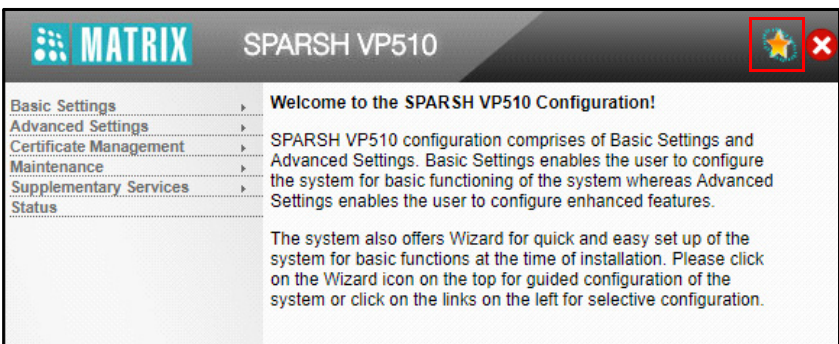 MATRIX SPARSH VP510
Basic Settings
Advanced Settings
Certificate Management
Maintenance
Supplementary Services
Status
Welcome to the SPARSH VP510 Configuration!
SPARSH VP510 configuration comprises of Basic Settings and
Advanced Settings. Basic Settings enables the user to configure
the system for basic functioning of the system whereas Advanced
Settings enables the user to configure enhanced features.
The system also offers Wizard for quick and easy set up of the
system for basic functions at the time of installation. Please click
on the Wizard icon on the top for guided configuration of the
system or click on the links on the left for selective configuration.